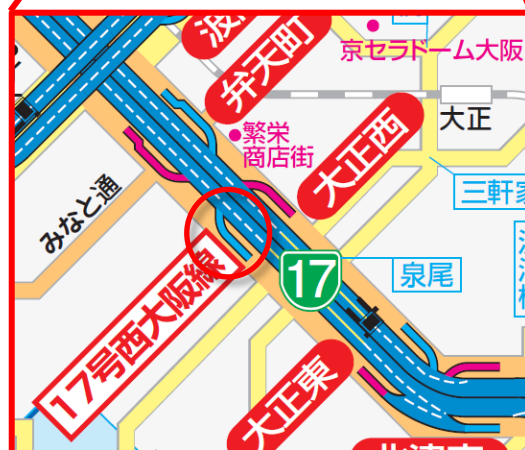 京セラドーム大阪
弁天町
大正
繁栄
商店街
大正西
みなと通
三軒家
17
泉尾
17号西大阪線
大正東